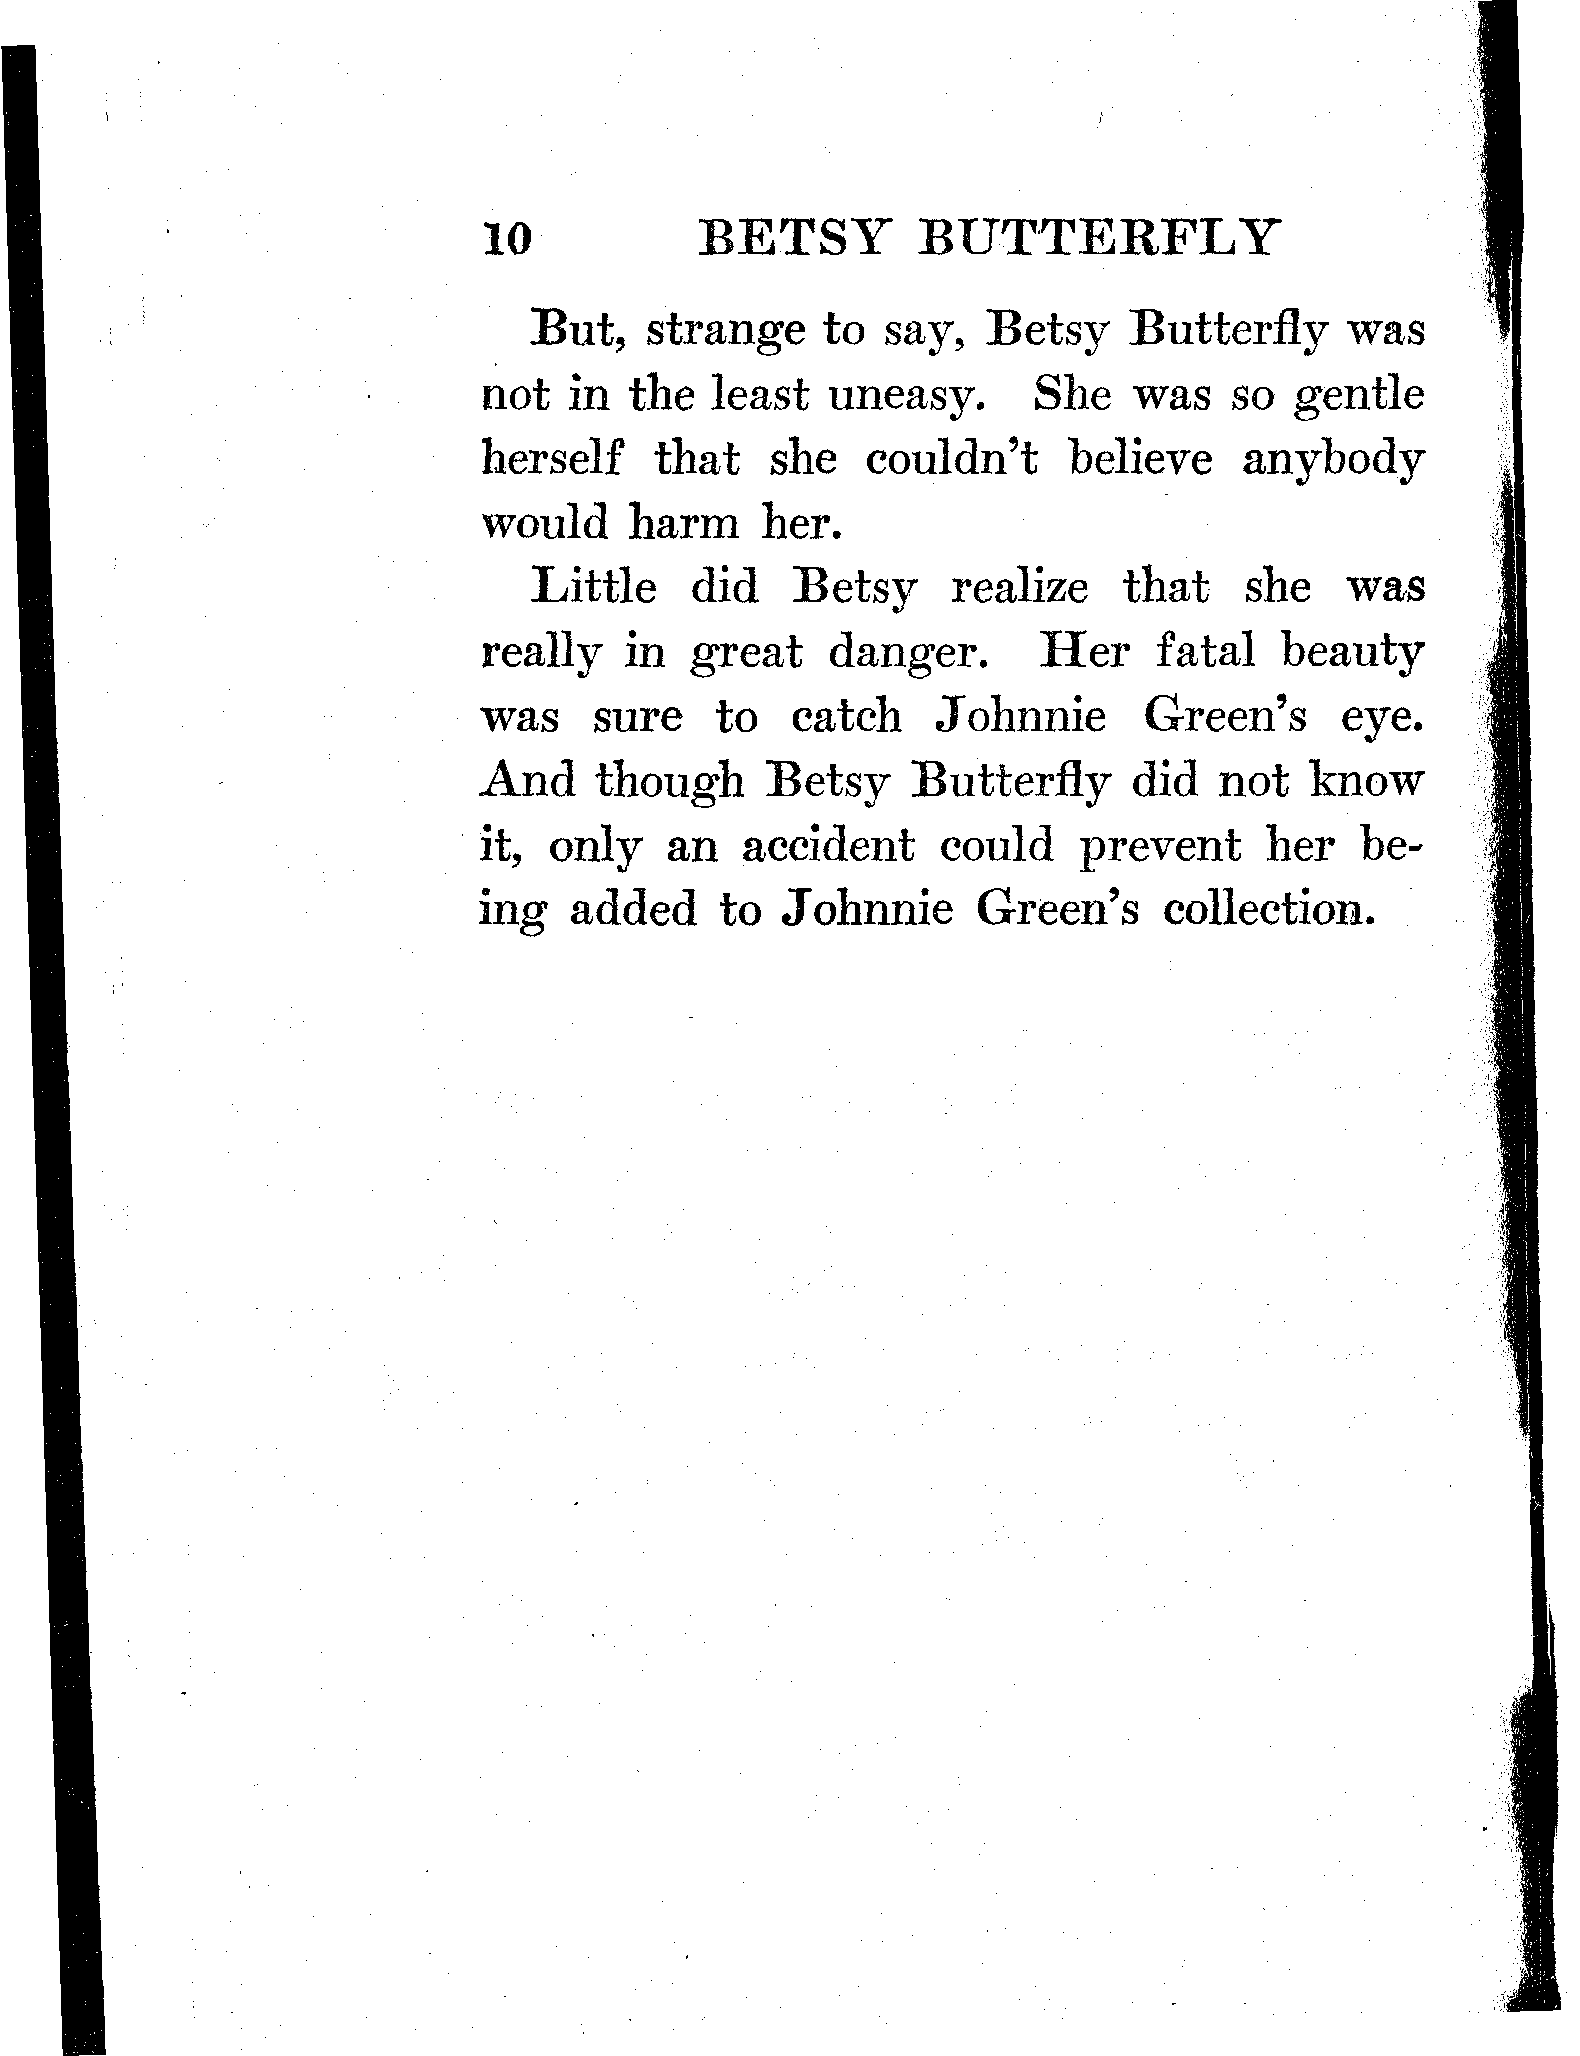 10 BETSY BUTTERFLY
But, strange to say, Betsy Butterfly was
not in the least uneasy. She was so gentle
herself that she couldn't believe anybody
would harm her.
Little did Betsy realize that she was
really in great danger. Her fatal beauty
was sure to catch Johnnie Green's eye.
And though Betsy Butterfly did not know
it, only an accident could prevent her be-
ing added to Johnnie Green's collection.